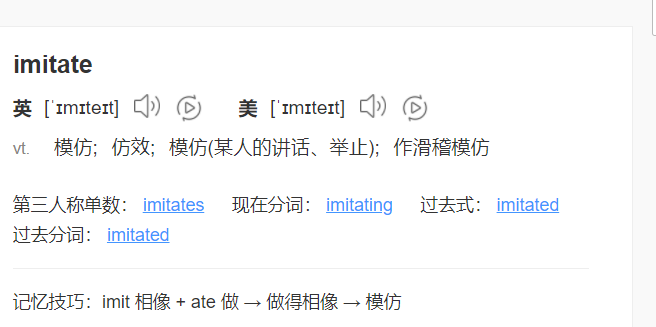 imitate
英 [ˈɪmɪteɪt] 美 [ˈɪmɪteɪt]
vt. 模仿；仿效；模仿(某人的讲话、举止)；作滑稽模仿
第三人称单数： imitates 现在分词： imitating 过去式： imitated
过去分词： imitated
记忆技巧：imit 相像 + ate 做 → 做得相像 → 模仿